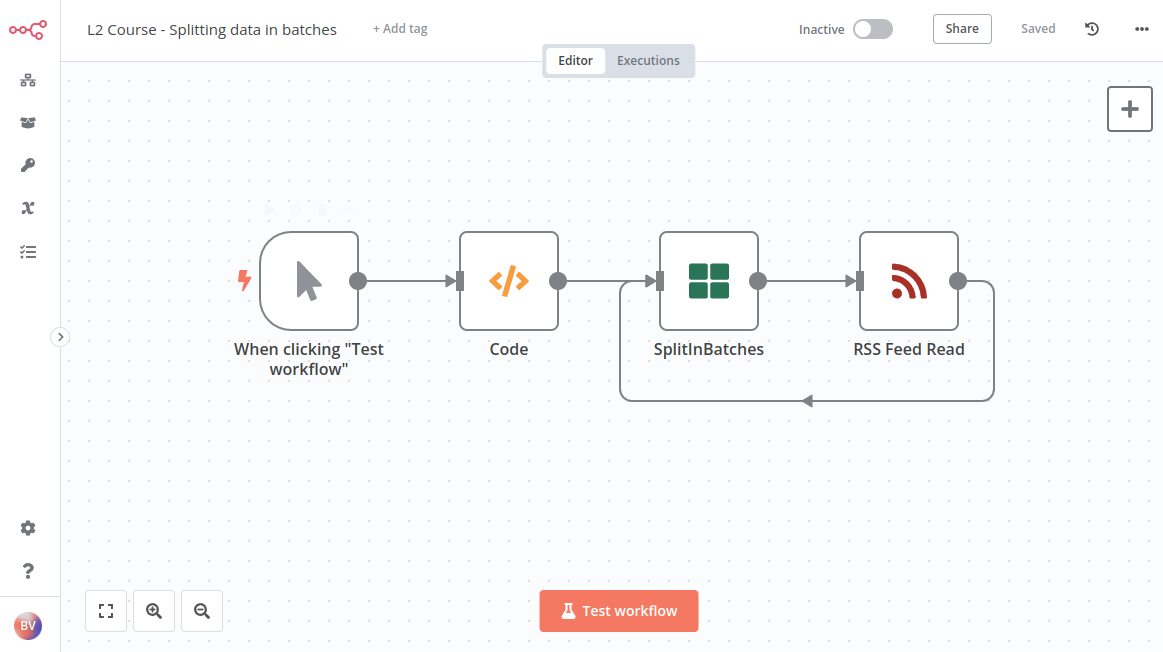 L2 Course - Splitting data in batches
+ Add tag
Inactive
Share
Saved
Editor
Executions
When clicking "Test
workflow"
Code
SplitInBatches
RSS Feed Read
Test workflow
BV